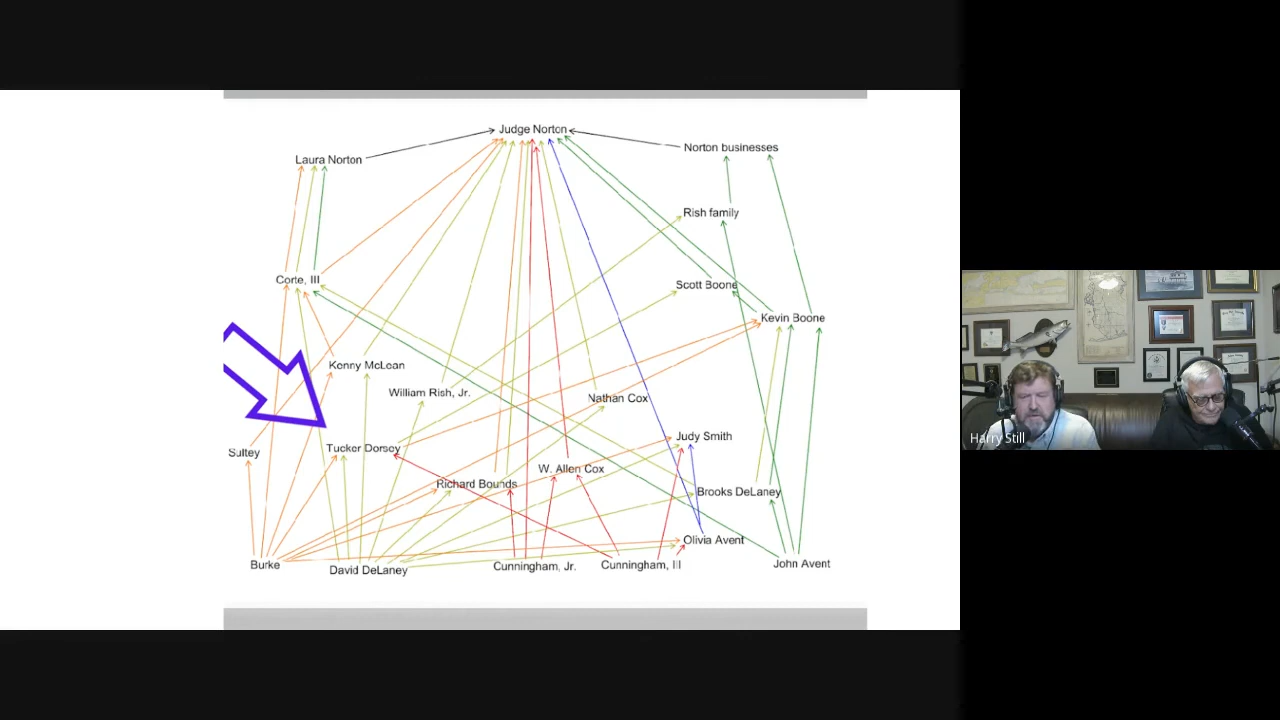 Judge Norton
Norton businesses
Laura Norton
Rish family
Corte, III
Scott Boone
Kevin Boone
Kenny McLean
William Rish, Jr.
Nathan Cox
Judy Smith
Tucker Dorsey
Sultey
W. Allen Cox
Richard Bounds
Brooks DeLaney
Olivia Avent
Burke
David DeLaney
Cunningham, Jr.
Cunningham, III
John Avent
Harry Still